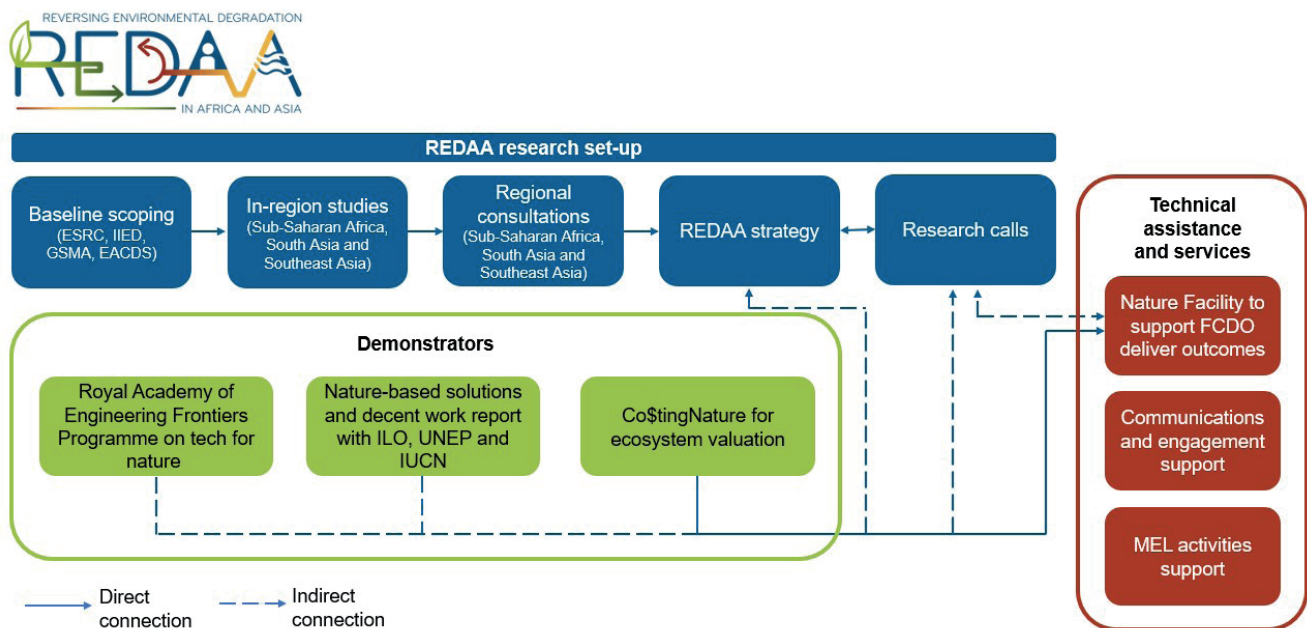 REVERSING ENVIRONMENTAL DEGRADATION
REDAA
IN AFRICA AND ASIA
REDAA research set-up
Baseline scoping
(ESRC, IIED,
GSMA, EACDS)
In-region studies
(Sub-Saharan Africa,
South Asia and
Southeast Asia)
Regional
consultations
(Sub-Saharan Africa,
South Asia and
Southeast Asia)
REDAA strategy
Research calls
Technical
assistance
and services
Nature Facility to
support FCDO
deliver outcomes
Communications
and engagement
support
MEL activities
support
Demonstrators
Royal Academy of
Engineering Frontiers
Programme on tech for
nature
Nature-based solutions
and decent work report
with ILO, UNEP and
IUCN
Co$tingNature for
ecosystem valuation
Direct
connection
Indirect
connection